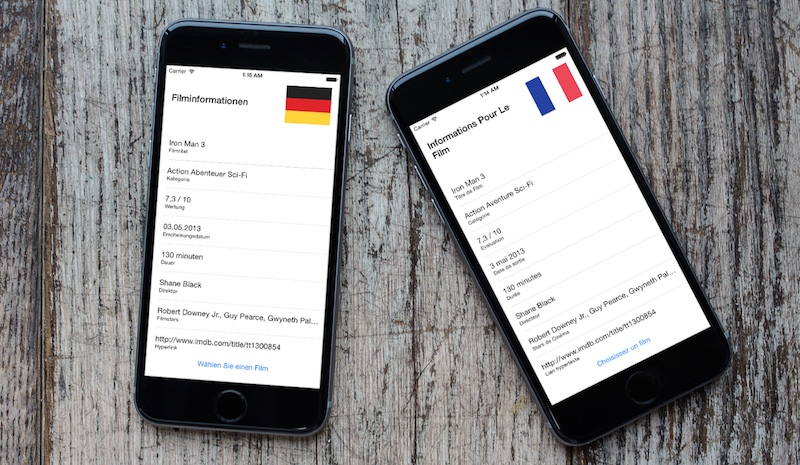 Carrier
1:15 AM
Filminformationen
Iron Man 3
Filmtitel
Action Abenteuer Sci-Fi
Kategorie
7,3 / 10
Wertung
03.05.2013
Erscheinungsdatum
130 minuten
Dauer
Shane Black
Direktor
Robert Downey Jr., Guy Pearce, Gwyneth Pal…
Filmstars
http://www.imdb.com/title/tt1300854
Hyperlink
Wählen Sie einen Film
Carrier
1:14 AM
Informations Pour Le
Film
Iron Man 3
Titre de Film
Action Aventure Sci-Fi
Catégorie
7,3 / 10
Evaluation
3 mai 2013
Date de sortie
130 minutes
Durée
Shane Black
Directeur
Robert Downey Jr., Guy Pearce, Gwyneth Pal…
Stars de Cinéma
http://www.imdb.com/title/tt1300854
Lien hypertexte
Choisissez un film